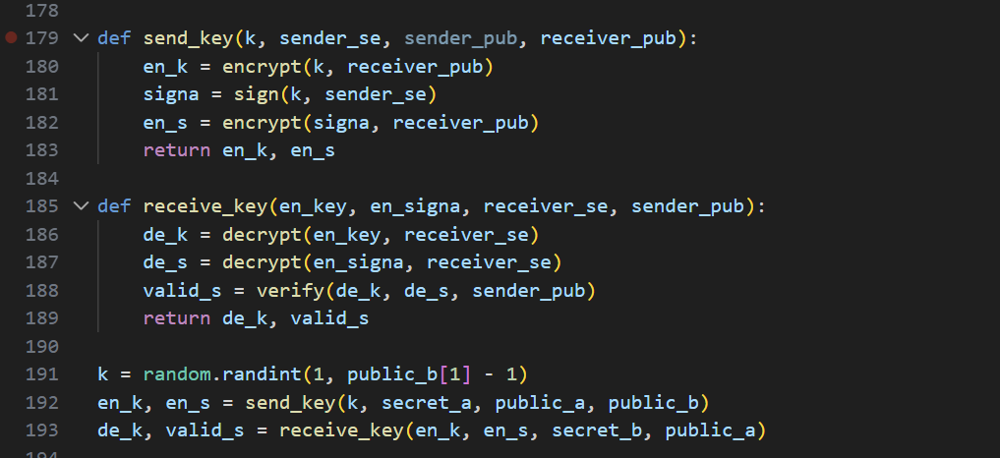 178
179 def send_key(k, sender_se, sender_pub, receiver_pub):
180     en_k = encrypt(k, receiver_pub)
181     signa = sign(k, sender_se)
182     en_s = encrypt(signa, receiver_pub)
183     return en_k, en_s
184
185 def receive_key(en_key, en_signa, receiver_se, sender_pub):
186     de_k = decrypt(en_key, receiver_se)
187     de_s = decrypt(en_signa, receiver_se)
188     valid_s = verify(de_k, de_s, sender_pub)
189     return de_k, valid_s
190
191 k = random.randint(1, public_b[1] - 1)
192 en_k, en_s = send_key(k, secret_a, public_a, public_b)
193 de_k, valid_s = receive_key(en_k, en_s, secret_b, public_a)
194